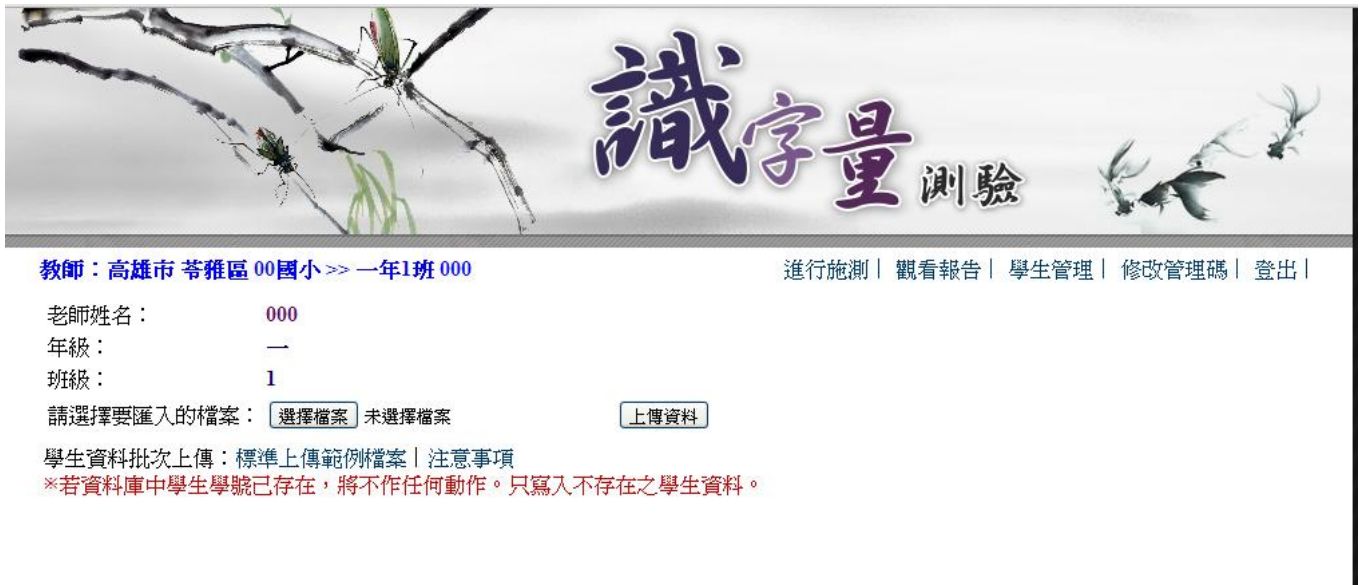 識字量測驗
教師：高雄市 苓雅區 00國小 >> 一年1班 000
進行施測│ 觀看報告│ 學生管理│ 修改管理碼│ 登出│
老師姓名： 000
年級： 一
班級： 1
請選擇要匯入的檔案： 選擇檔案 未選擇檔案 上傳資料
學生資料批次上傳：標準上傳範例檔案│注意事項
※若資料庫中學生學號已存在，將不作任何動作。只寫入不存在之學生資料。